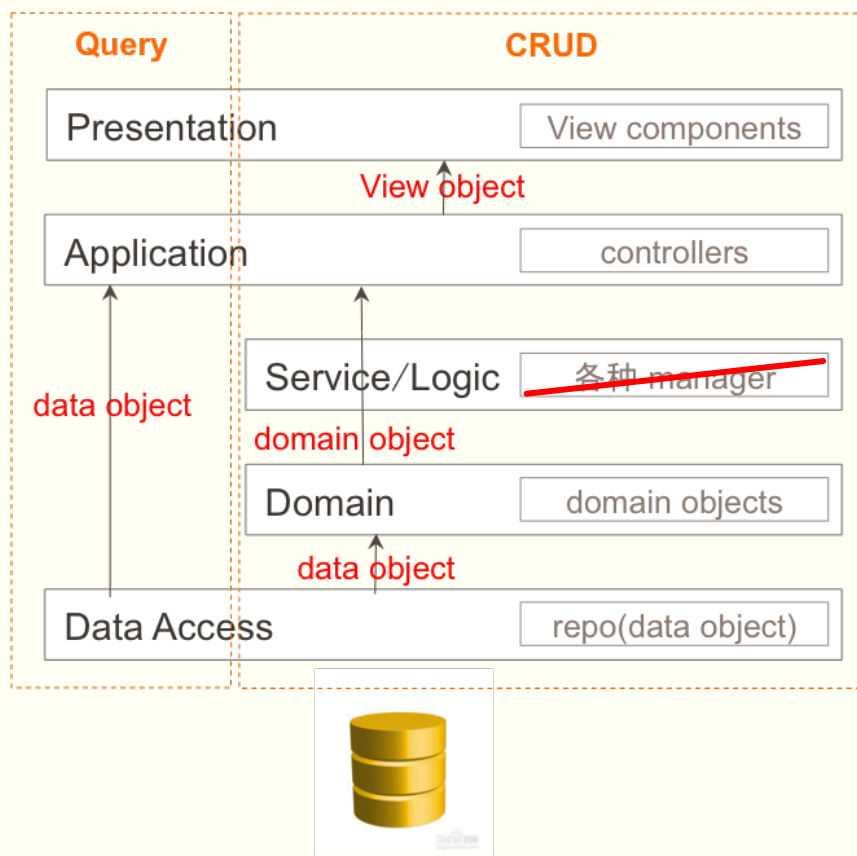 Query
CRUD
Presentation
View components
View object
Application
controllers
Service/Logic
各种 manager
data object
domain object
Domain
domain objects
data object
Data Access
repo(data object)